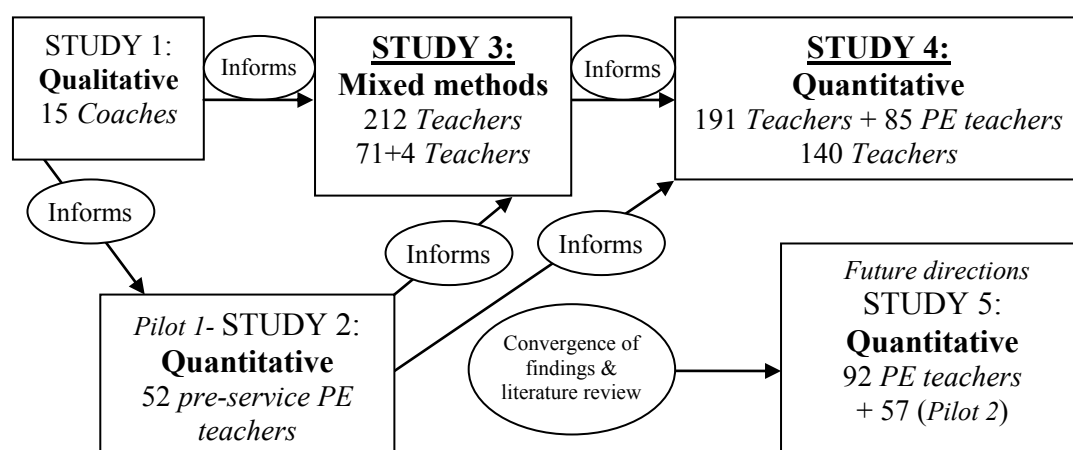 STUDY 1:
Qualitative
15 Coaches
Informs
STUDY 3:
Mixed methods
212 Teachers
71+4 Teachers
Informs
STUDY 4:
Quantitative
191 Teachers + 85 PE teachers
140 Teachers
Informs
Informs
Informs
Pilot 1- STUDY 2:
Quantitative
52 pre-service PE
teachers
Convergence of
findings &
literature review
Future directions
STUDY 5:
Quantitative
92 PE teachers
+ 57 (Pilot 2)